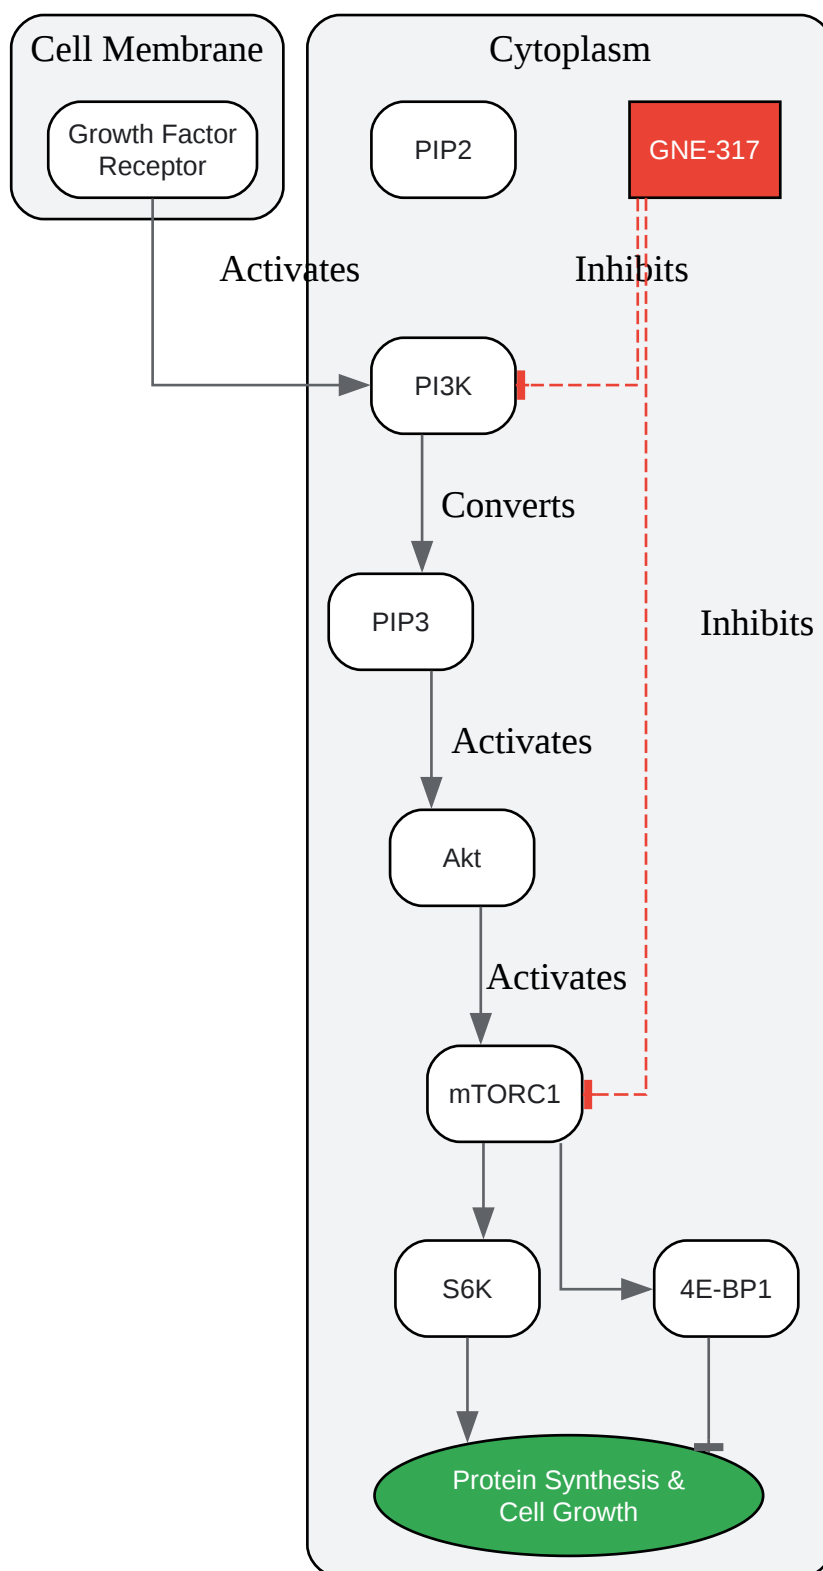 Cell Membrane
Cytoplasm
Growth Factor
Receptor
PIP2
GNE-317
Activates
Inhibits
PI3K
Converts
PIP3
Inhibits
Activates
Akt
Activates
mTORC1
S6K
4E-BP1
Protein Synthesis &
Cell Growth